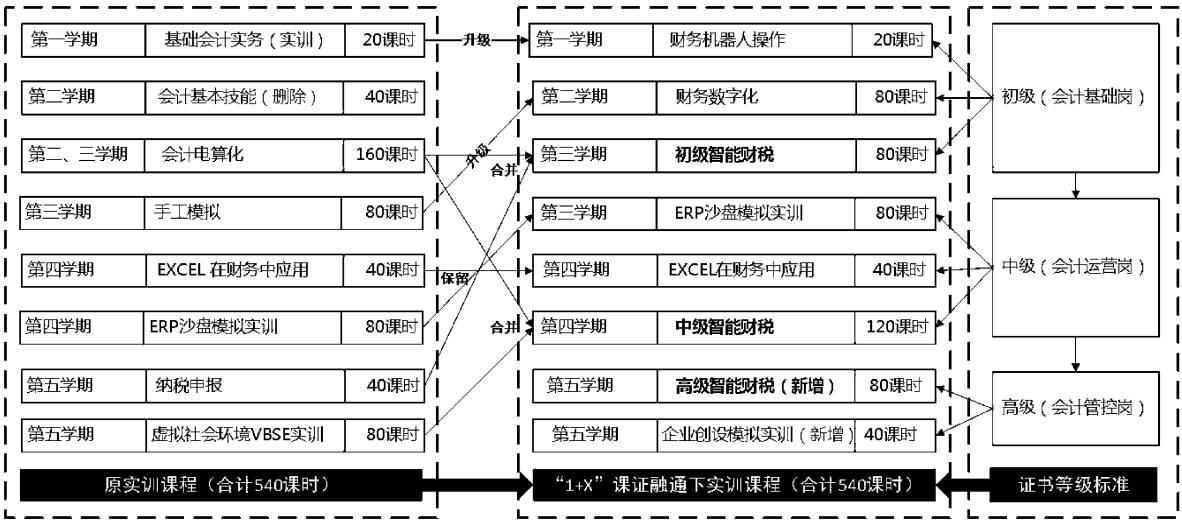 第一学期 基础会计实务（实训） 20课时
第二学期 会计基本技能（删除） 40课时
第二、三学期 会计电算化 160课时
第三学期 手工模拟 80课时
第四学期 EXCEL 在财务中应用 40课时
第四学期 ERP沙盘模拟实训 80课时
第五学期 纳税申报 40课时
第五学期 虚拟社会环境VBSE实训 80课时
原实训课程（合计540课时）
升级
升级
合并
保留
合并
第一学期 财务机器人操作 20课时
第二学期 财务数字化 80课时
第三学期 初级智能财税 80课时
第三学期 ERP沙盘模拟实训 80课时
第四学期 EXCEL在财务中应用 40课时
第四学期 中级智能财税 120课时
第五学期 高级智能财税（新增） 80课时
第五学期 企业创设模拟实训（新增） 40课时
“1+X”课证融通下实训课程（合计540课时）
初级（会计基础岗）
中级（会计运营岗）
高级（会计管控岗）
证书等级标准